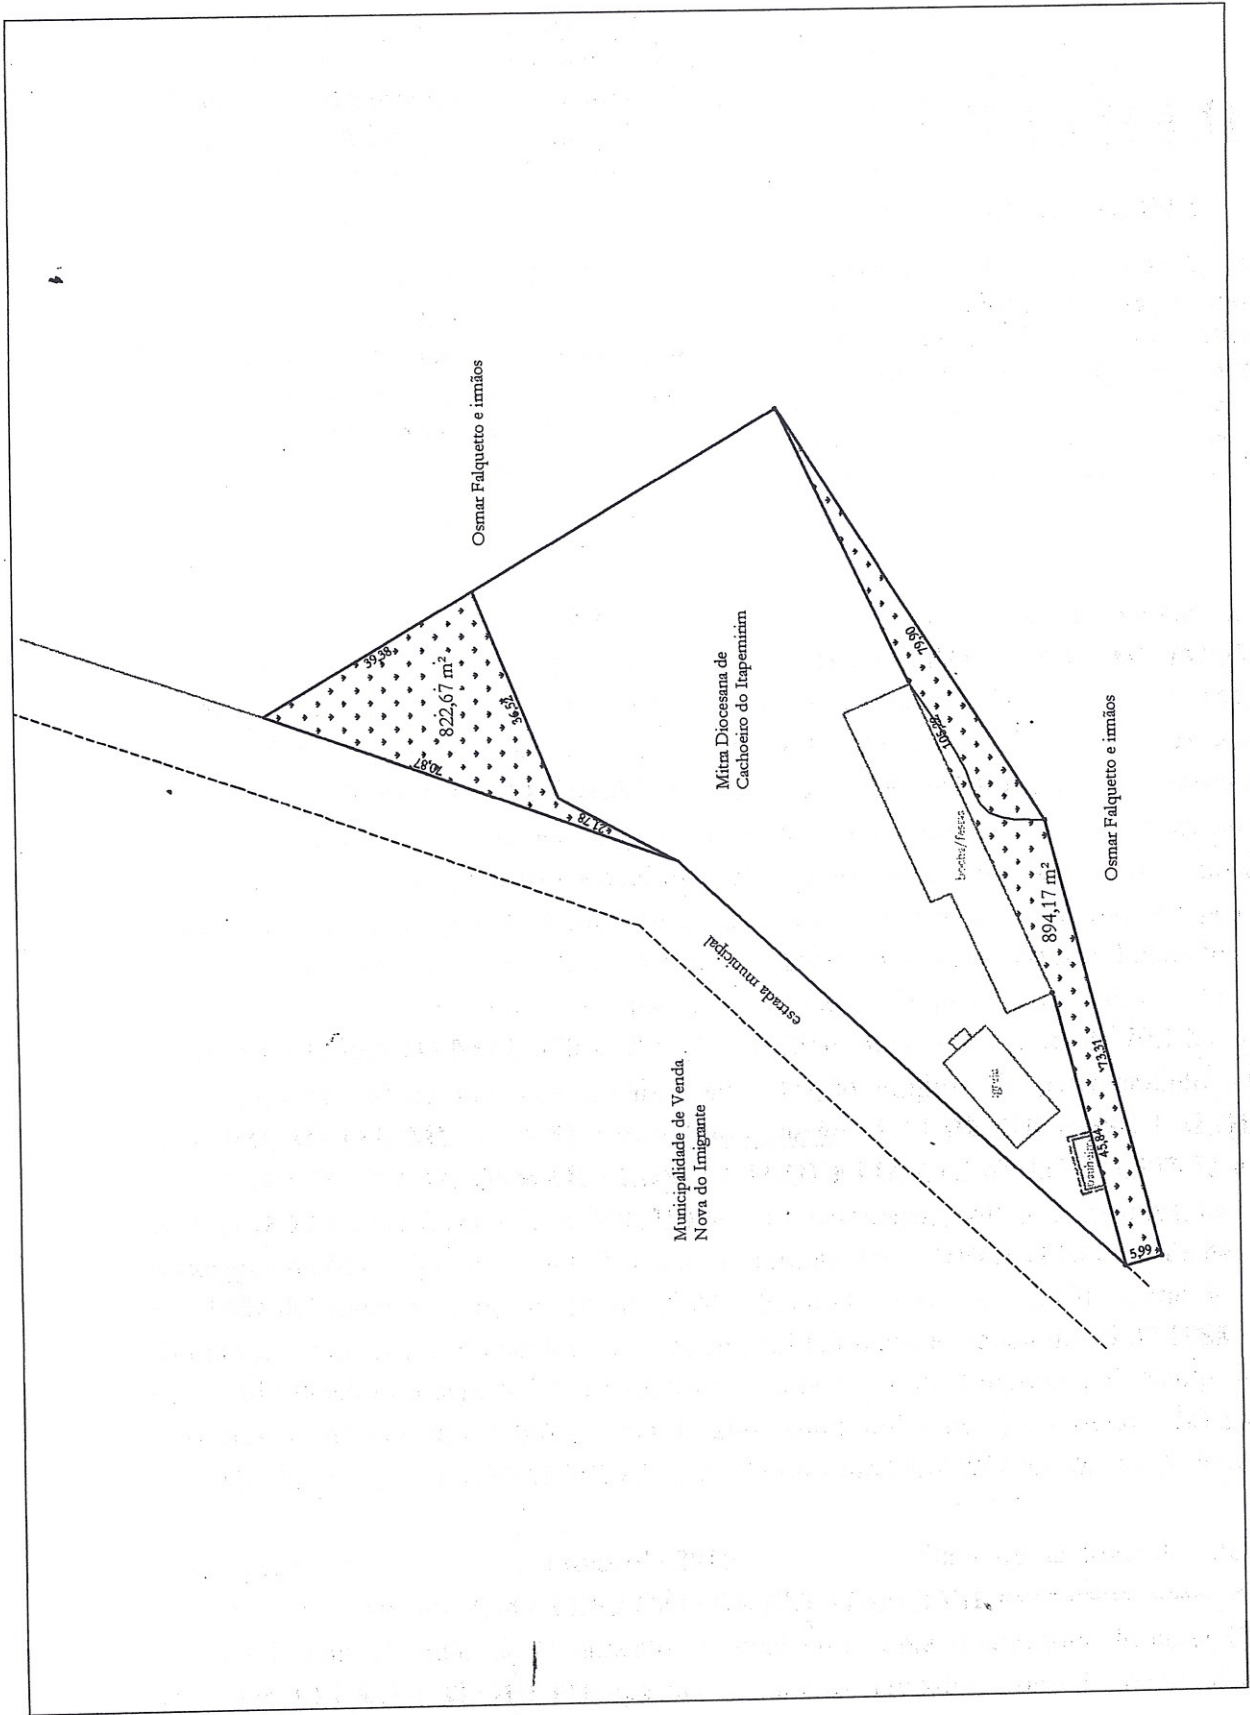 Osmar Falquetto e irmãos
39,38
822,67 m²
36,52
70,87
21,78
Mitra Diocesana de
Cachoeiro do Itapemirim
79,90
105,28
894,17 m²
Osmar Falquetto e irmãos
estrada municipal
Municipalidade de Venda
Nova do Imigrante
igreja
45,84
73,31
5,99